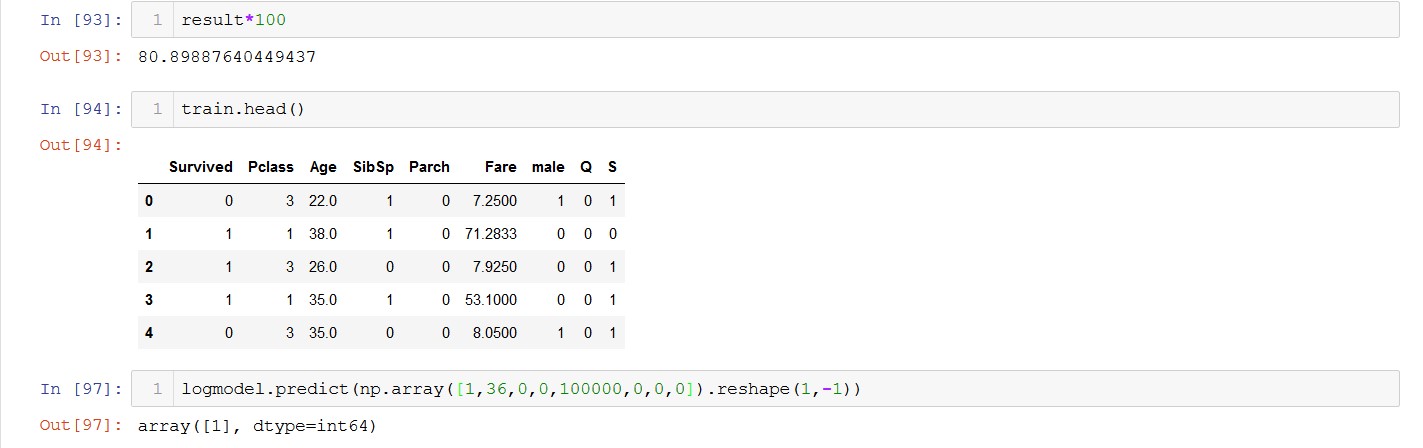 In [93]: 1 result*100
Out[93]: 80.89887640449437
In [94]: 1 train.head()
Out[94]:
Survived Pclass Age SibSp Parch Fare male Q S
0 0 3 22.0 1 0 7.2500 1 0 1
1 1 1 38.0 1 0 71.2833 0 0 0
2 1 3 26.0 0 0 7.9250 0 0 1
3 1 1 35.0 1 0 53.1000 0 0 1
4 0 3 35.0 0 0 8.0500 1 0 1
In [97]: 1 logmodel.predict(np.array([1,36,0,0,100000,0,0,0]).reshape(1,-1))
Out[97]: array([1], dtype=int64)